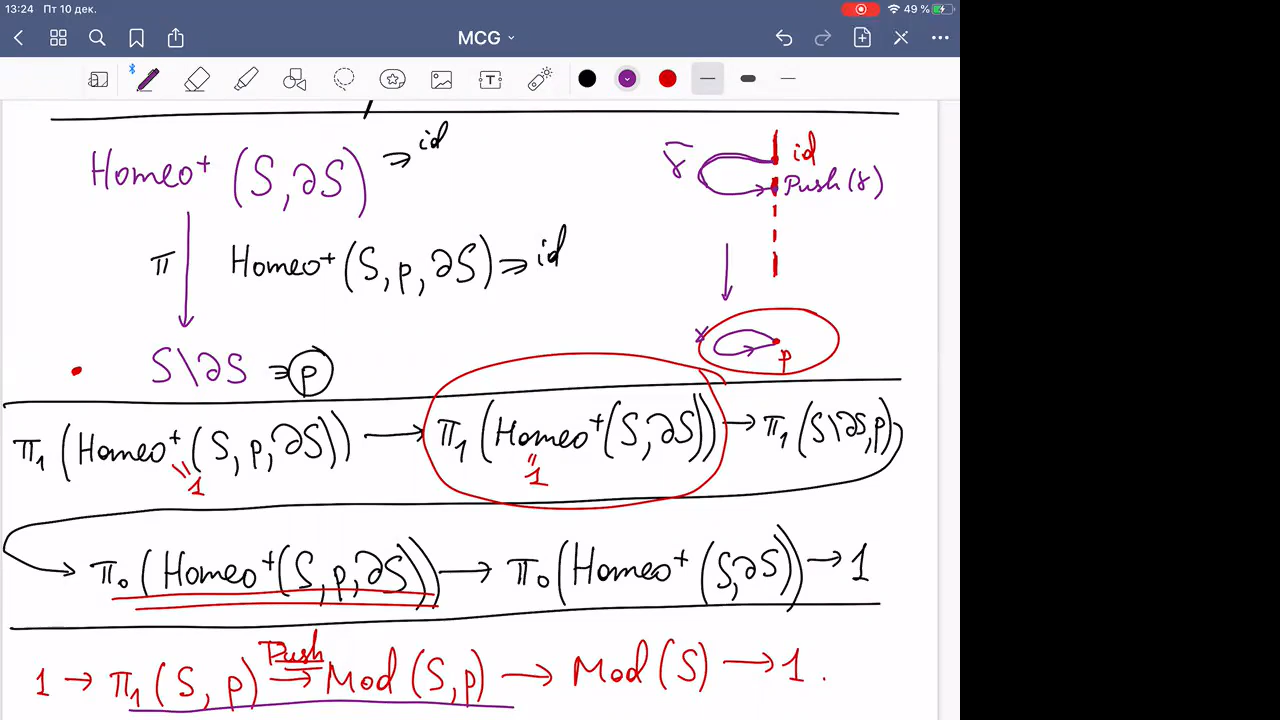 13:24 Пт 10 дек. 49 %
MCG
T
Homeo⁺ (S, ∂S) ∋ id
γ̃ id
Push(γ)
π Homeo⁺ (S, p, ∂S) ∋ id
S\∂S ∋ p
γ p
π₁ (Homeo⁺ (S, p, ∂S)) → π₁ (Homeo⁺ (S, ∂S)) → π₁ (S\∂S, p)
= 1 = 1
→ π₀ (Homeo⁺ (S, p, ∂S)) → π₀ (Homeo⁺ (S, ∂S)) → 1
Push
1 → π₁ (S, p) → Mod (S, p) → Mod (S) → 1.